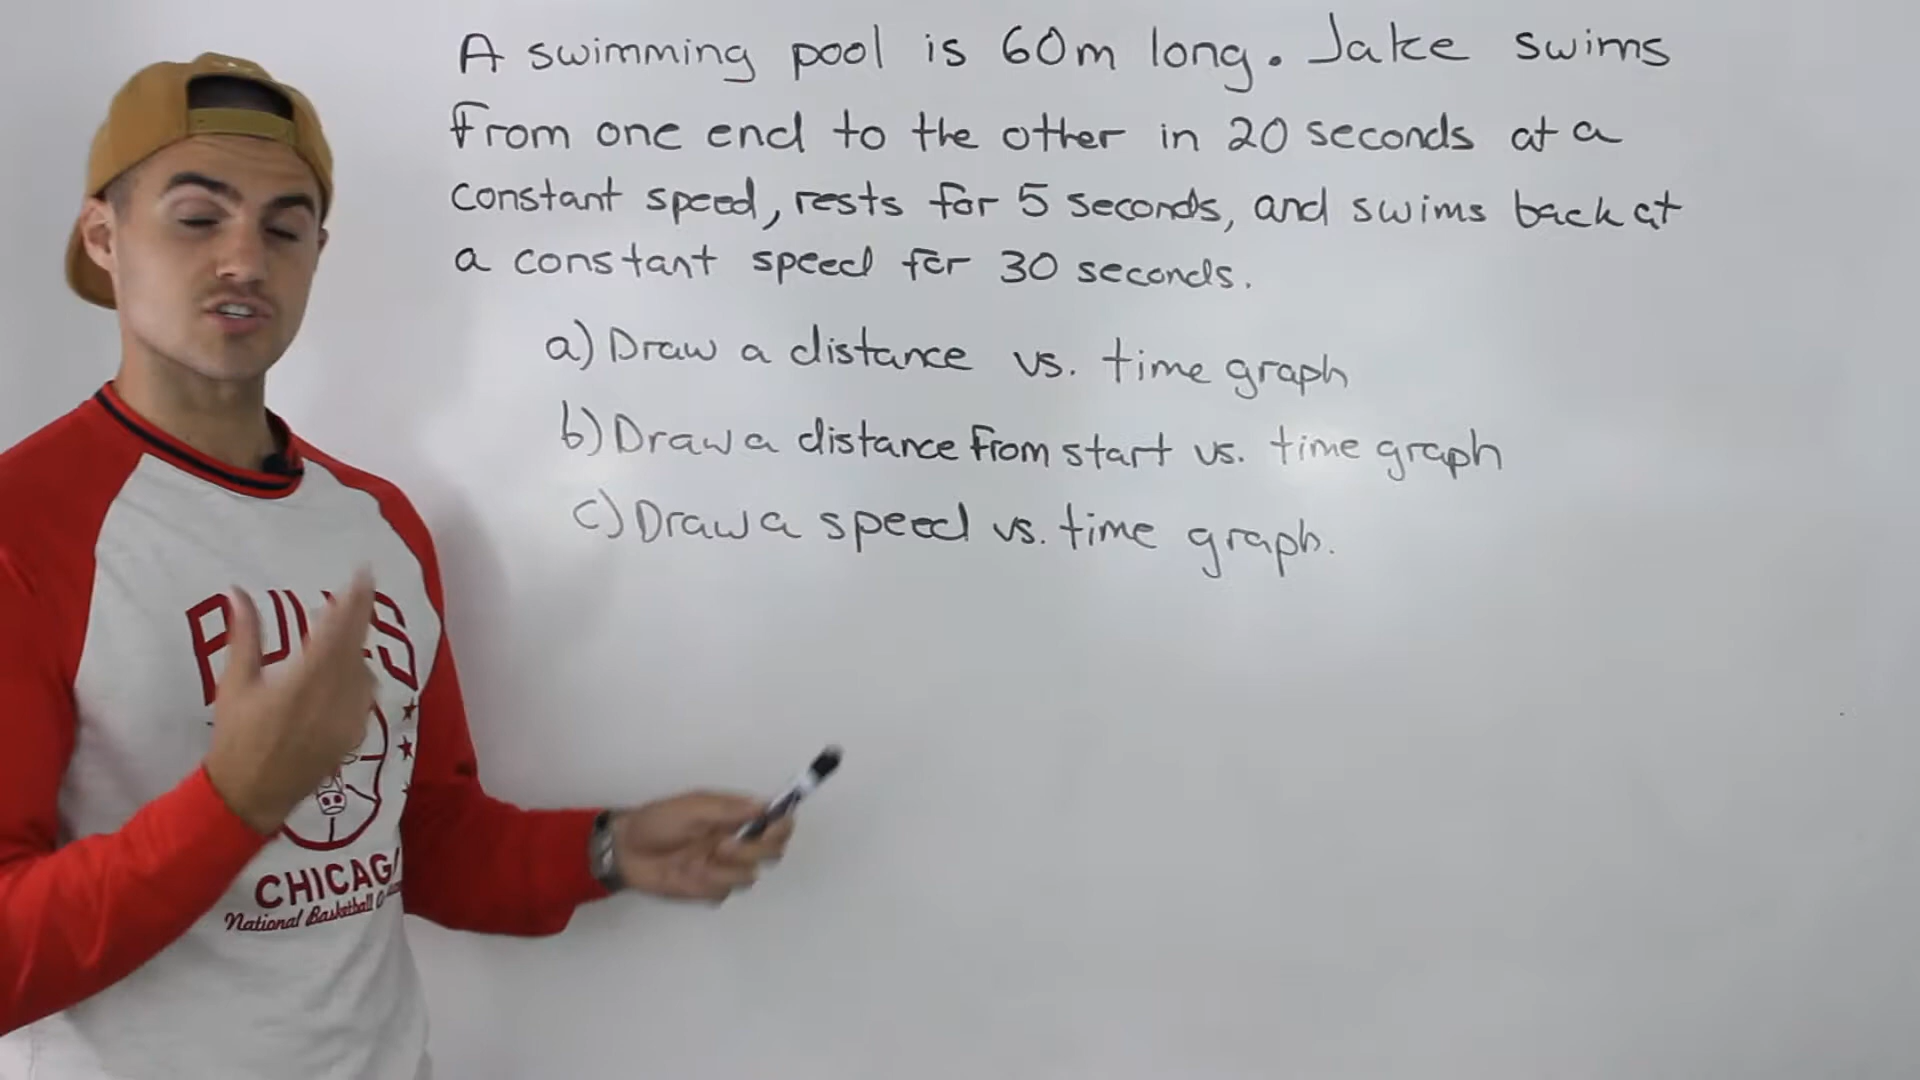 A swimming pool is 60m long. Jake swims
from one end to the other in 20 seconds at a
constant speed, rests for 5 seconds, and swims back at
a constant speed for 30 seconds.
a) Draw a distance vs. time graph
b) Draw a distance from start vs. time graph
c) Draw a speed vs. time graph.
CHICAG
National Basketball